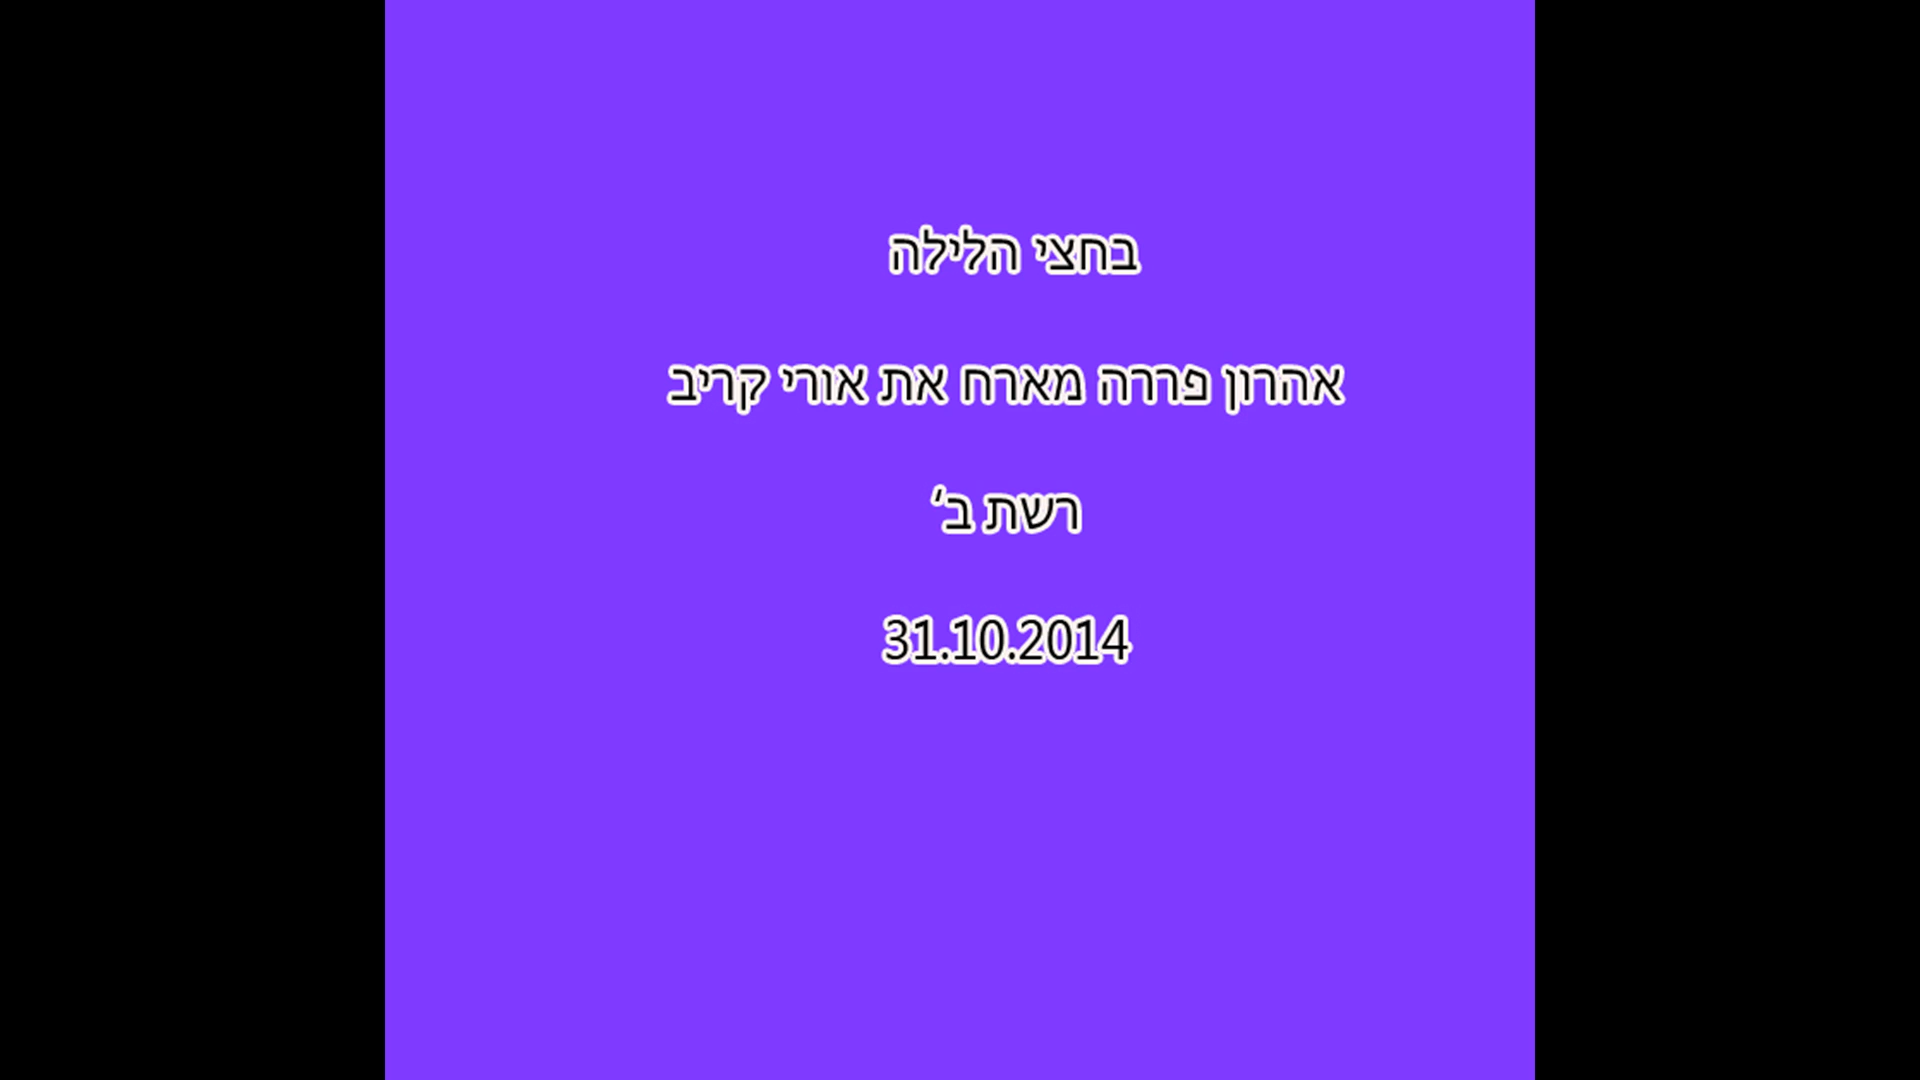 בחצי הלילה
אהרון פררה מארח את אורי קריב
רשת ב'
31.10.2014